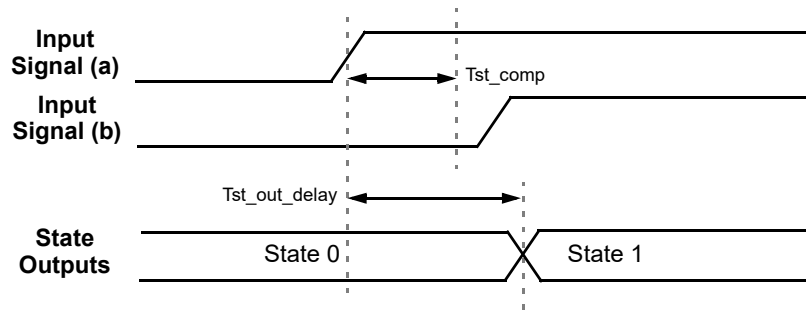 Input
Signal (a)
Tst_comp
Input
Signal (b)
Tst_out_delay
State
Outputs
State 0
State 1